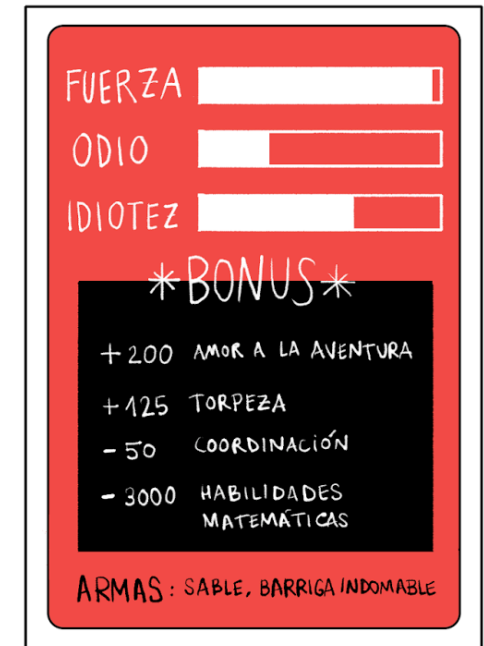 FUERZA
ODIO
IDIOTEZ
*BONUS*
+200 AMOR A LA AVENTURA
+125 TORPEZA
-50 COORDINACIÓN
-3000 HABILIDADES
MATEMÁTICAS
ARMAS: SABLE, BARRIGA INDOMABLE